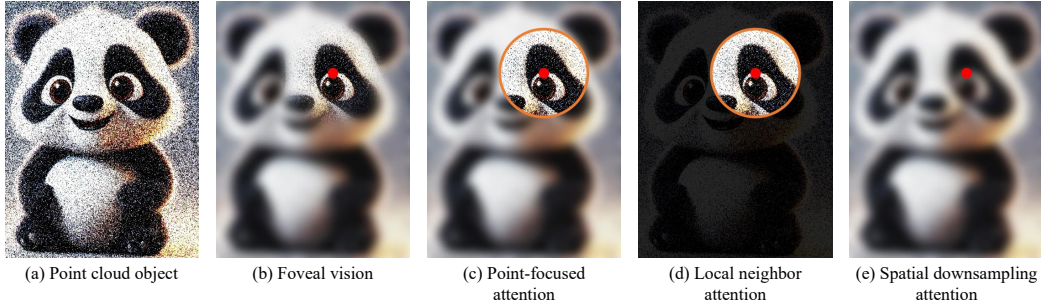 (a) Point cloud object
(b) Foveal vision
(c) Point-focused
attention
(d) Local neighbor
attention
(e) Spatial downsampling
attention